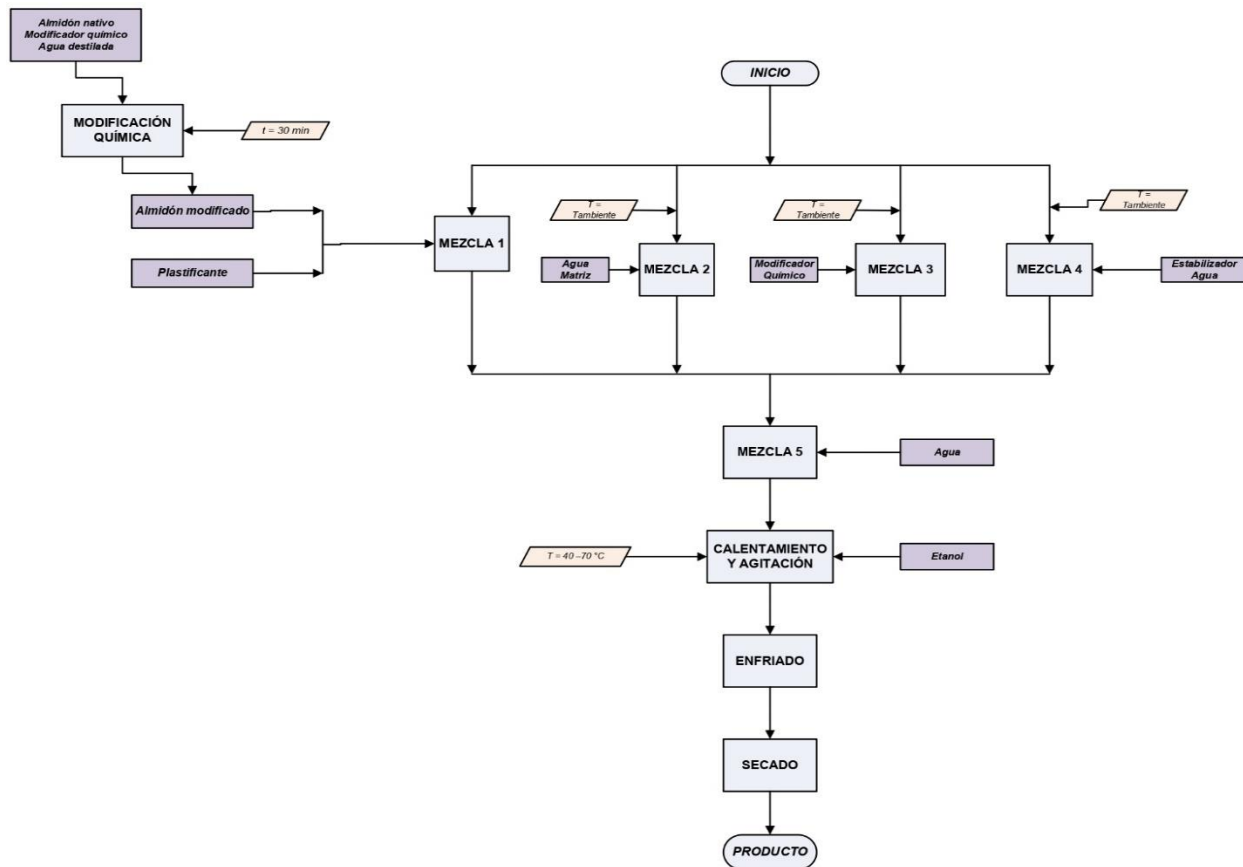 Almidón nativo
Modificador químico
Agua destilada
INICIO
MODIFICACIÓN
QUÍMICA
t = 30 min
Almidón modificado
Plastificante
MEZCLA 1
T =
Tambiente
Agua
Matriz
MEZCLA 2
T =
Tambiente
Modificador
Químico
MEZCLA 3
T =
Tambiente
MEZCLA 4
Estabilizador
Agua
MEZCLA 5
Agua
T = 40 –70 °C
CALENTAMIENTO
Y AGITACIÓN
Etanol
ENFRIADO
SECADO
PRODUCTO